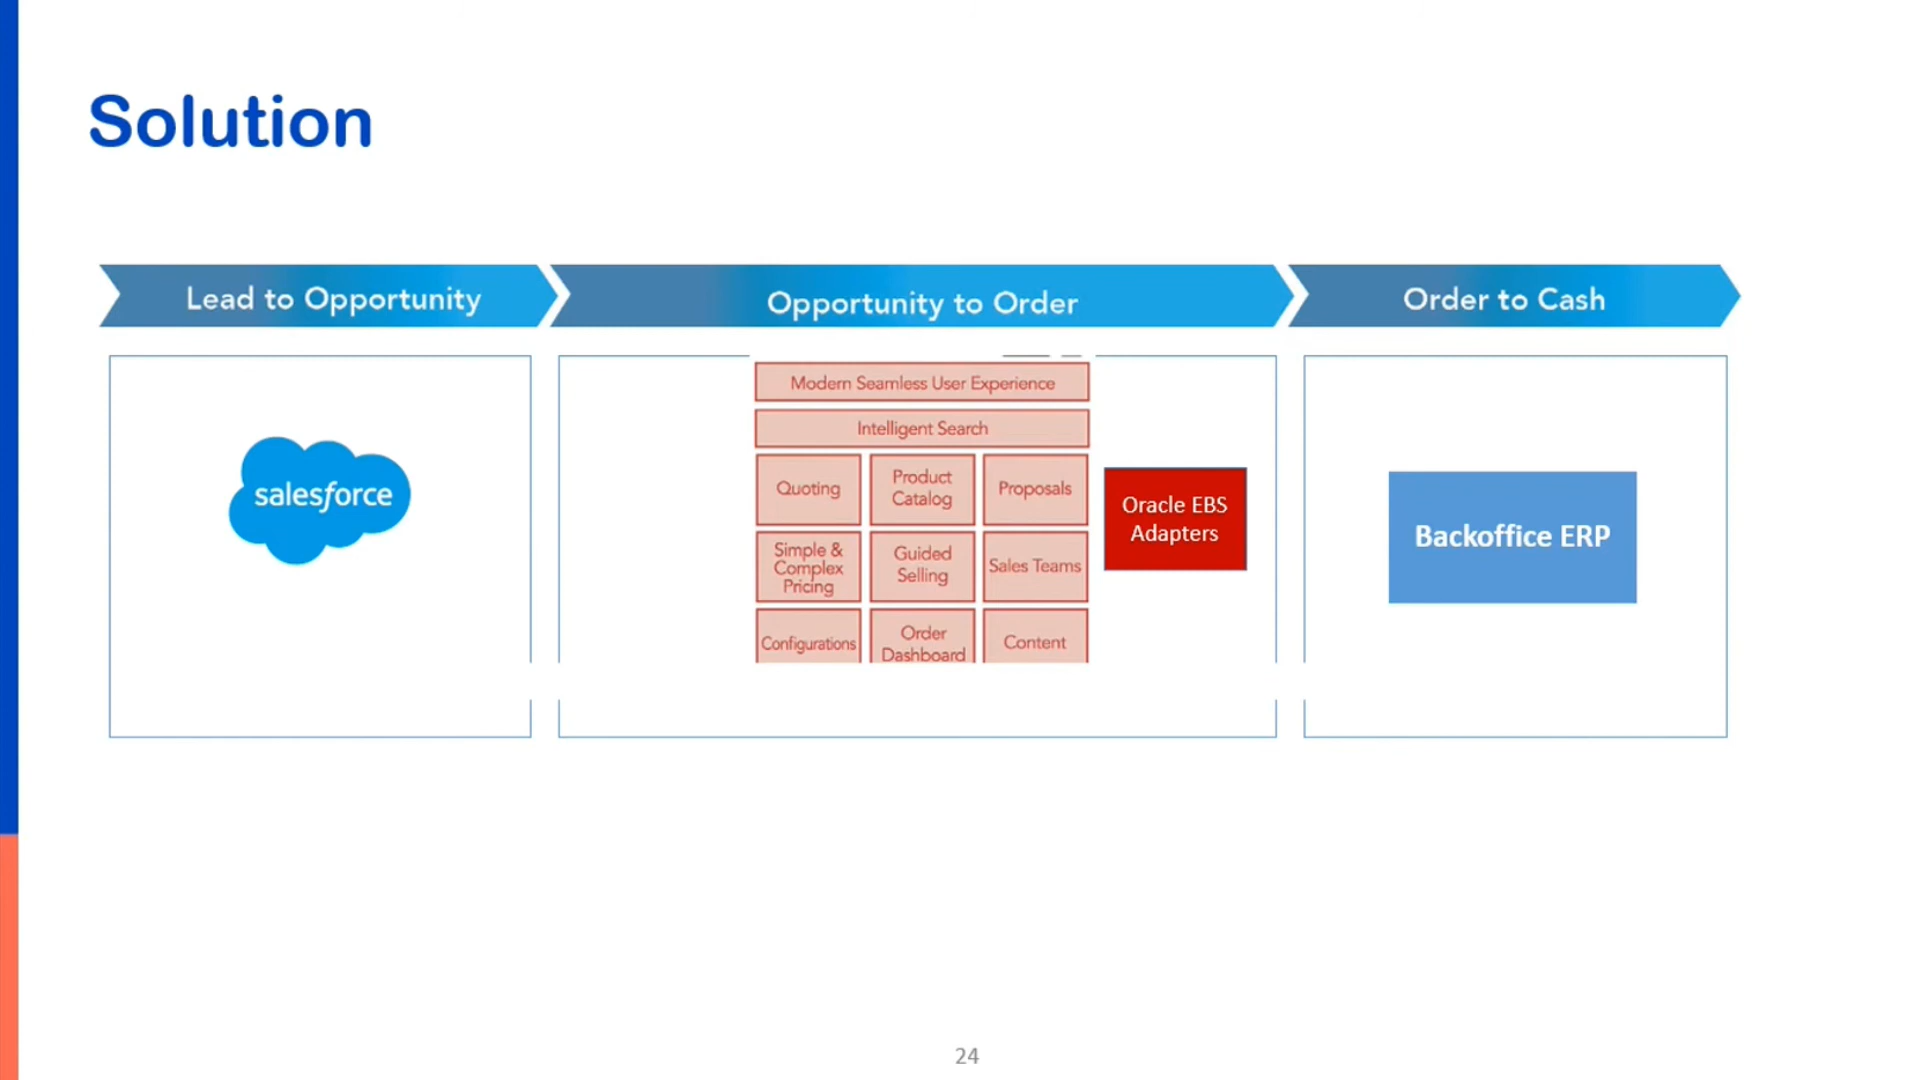 Solution
Lead to Opportunity
Opportunity to Order
Order to Cash
salesforce
Modern Seamless User Experience
Intelligent Search
Quoting
Product
Catalog
Proposals
Simple &
Complex
Pricing
Guided
Selling
Sales Teams
Configurations
Order
Dashboard
Content
Oracle EBS
Adapters
Backoffice ERP
24